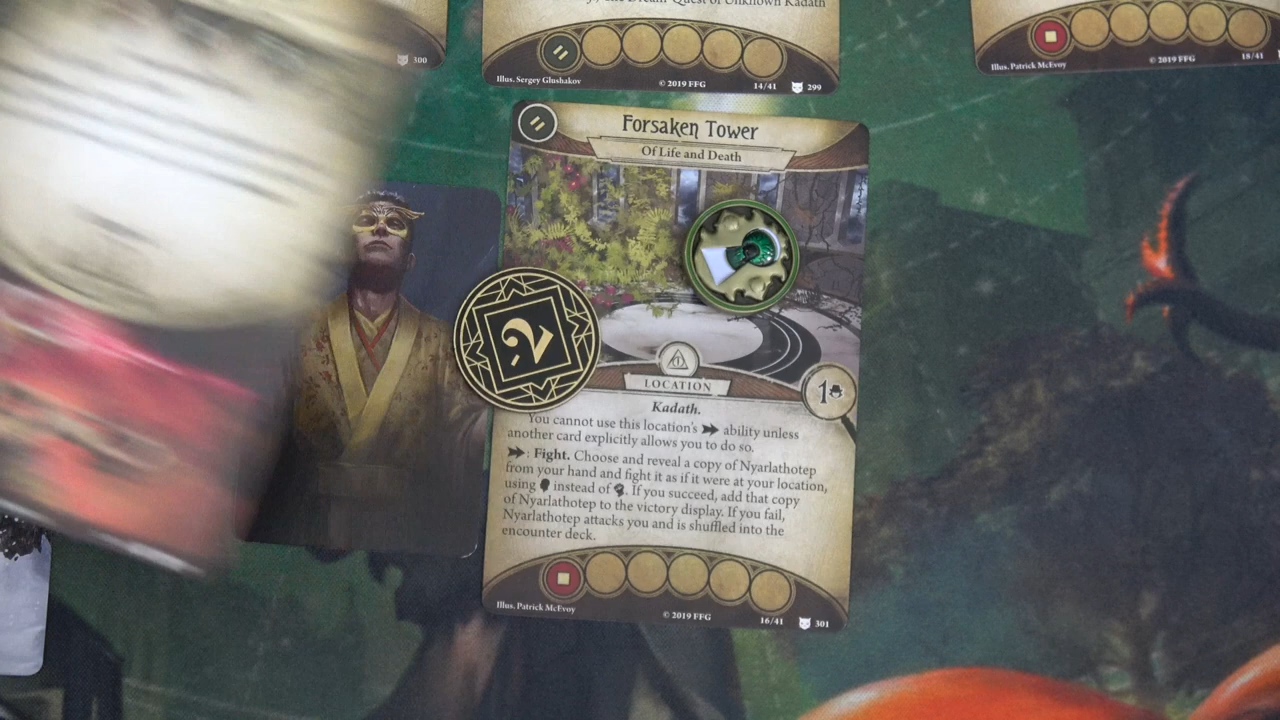 The Dream-Quest of Unknown Kadath
300
Illus. Sergey Glushakov
© 2019 FFG
14/41
299
Illus. Patrick McEvoy
© 2019 FFG
18/41
Forsaken Tower
Of Life and Death
-2
LOCATION
1
Kadath.
You cannot use this location's ability unless
another card explicitly allows you to do so.
: Fight. Choose and reveal a copy of Nyarlathotep
from your hand and fight it as if it were at your location,
using instead of . If you succeed, add that copy
of Nyarlathotep to the victory display. If you fail,
Nyarlathotep attacks you and is shuffled into the
encounter deck.
Illus. Patrick McEvoy
© 2019 FFG
16/41
301